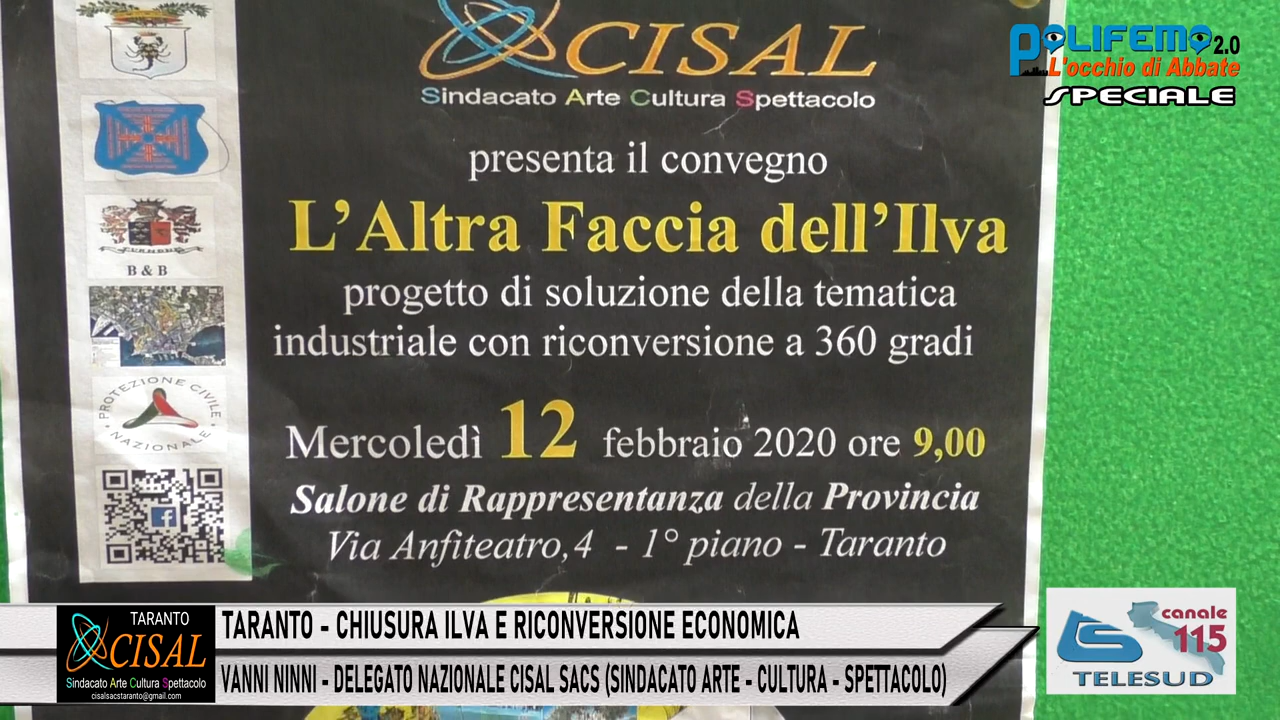 CISAL
Sindacato Arte Cultura Spettacolo
presenta il convegno
L'Altra Faccia dell'Ilva
progetto di soluzione della tematica
industriale con riconversione a 360 gradi
Mercoledì 12 febbraio 2020 ore 9,00
Salone di Rappresentanza della Provincia
Via Anfiteatro,4 - 1° piano - Taranto
B & B
PROTEZIONE CIVILE
NAZIONALE
POLIFEMO 2.0
L'occhio di Abbate
SPECIALE
TARANTO
CISAL
Sindacato Arte Cultura Spettacolo
cisalsacstaranto@gmail.com
TARANTO - CHIUSURA ILVA E RICONVERSIONE ECONOMICA
VANNI NINNI - DELEGATO NAZIONALE CISAL SACS (SINDACATO ARTE - CULTURA - SPETTACOLO)
canale
115
TELESUD